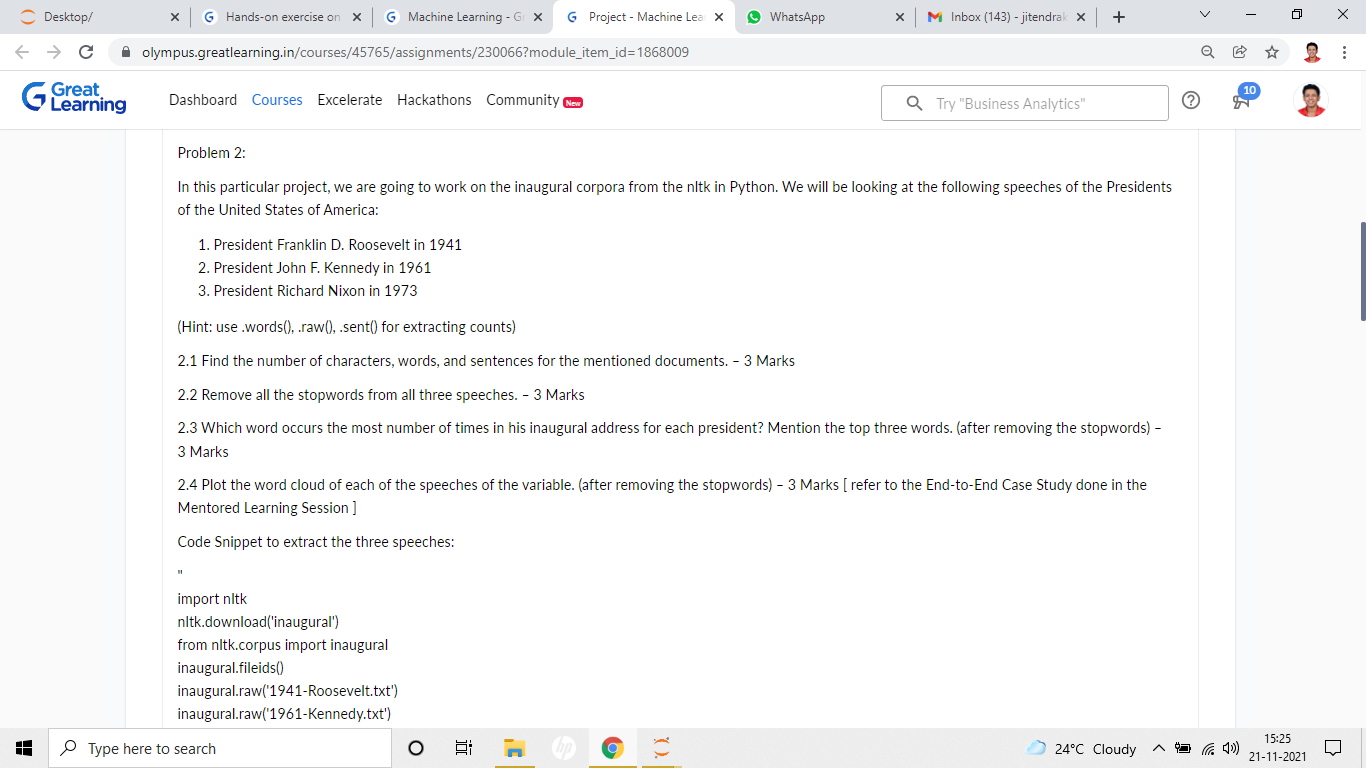 Desktop/
Hands-on exercise on
Machine Learning - G
Project - Machine Lea
WhatsApp
Inbox (143) - jitendrak
olympus.greatlearning.in/courses/45765/assignments/230066?module_item_id=1868009
Great Learning
Dashboard Courses Excelerate Hackathons Community New
Try "Business Analytics"
10
Problem 2:
In this particular project, we are going to work on the inaugural corpora from the nltk in Python. We will be looking at the following speeches of the Presidents
of the United States of America:
1. President Franklin D. Roosevelt in 1941
2. President John F. Kennedy in 1961
3. President Richard Nixon in 1973
(Hint: use .words(), .raw(), .sent() for extracting counts)
2.1 Find the number of characters, words, and sentences for the mentioned documents. – 3 Marks
2.2 Remove all the stopwords from all three speeches. – 3 Marks
2.3 Which word occurs the most number of times in his inaugural address for each president? Mention the top three words. (after removing the stopwords) –
3 Marks
2.4 Plot the word cloud of each of the speeches of the variable. (after removing the stopwords) – 3 Marks [ refer to the End-to-End Case Study done in the
Mentored Learning Session ]
Code Snippet to extract the three speeches:
"
import nltk
nltk.download('inaugural')
from nltk.corpus import inaugural
inaugural.fileids()
inaugural.raw('1941-Roosevelt.txt')
inaugural.raw('1961-Kennedy.txt')
Type here to search
hp
24°C Cloudy
15:25
21-11-2021